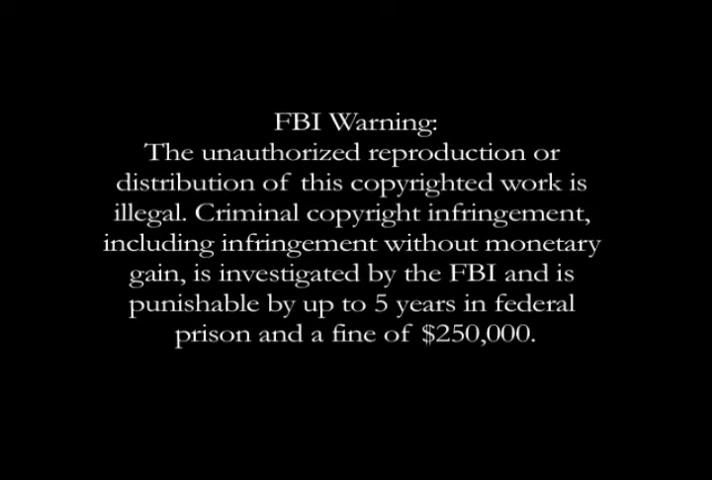 FBI Warning:
The unauthorized reproduction or
distribution of this copyrighted work is
illegal. Criminal copyright infringement,
including infringement without monetary
gain, is investigated by the FBI and is
punishable by up to 5 years in federal
prison and a fine of $250,000.